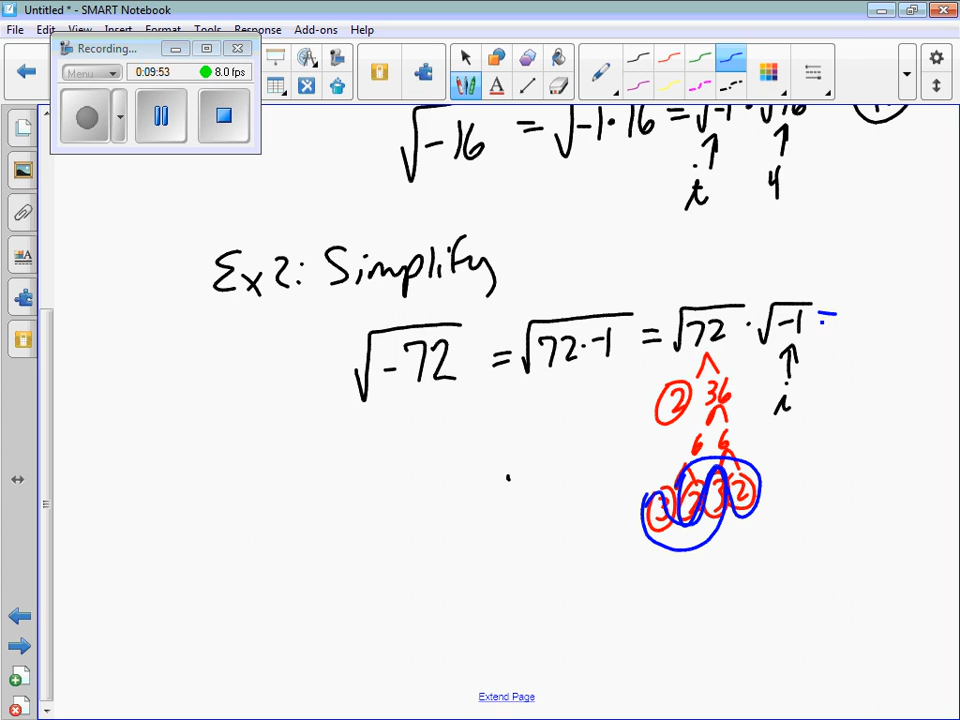 Untitled * - SMART Notebook
File Edit View Insert Format Tools Response Add-ons Help
Recording...
Menu 0:09:53 8.0 fps
A
√-16 = √-1·16 = √-1·√16
i 4
Ex2: Simplify
√-72 = √72·-1 = √72·√-1 =
2 36 i
6 6
3 2 3 2
Extend Page